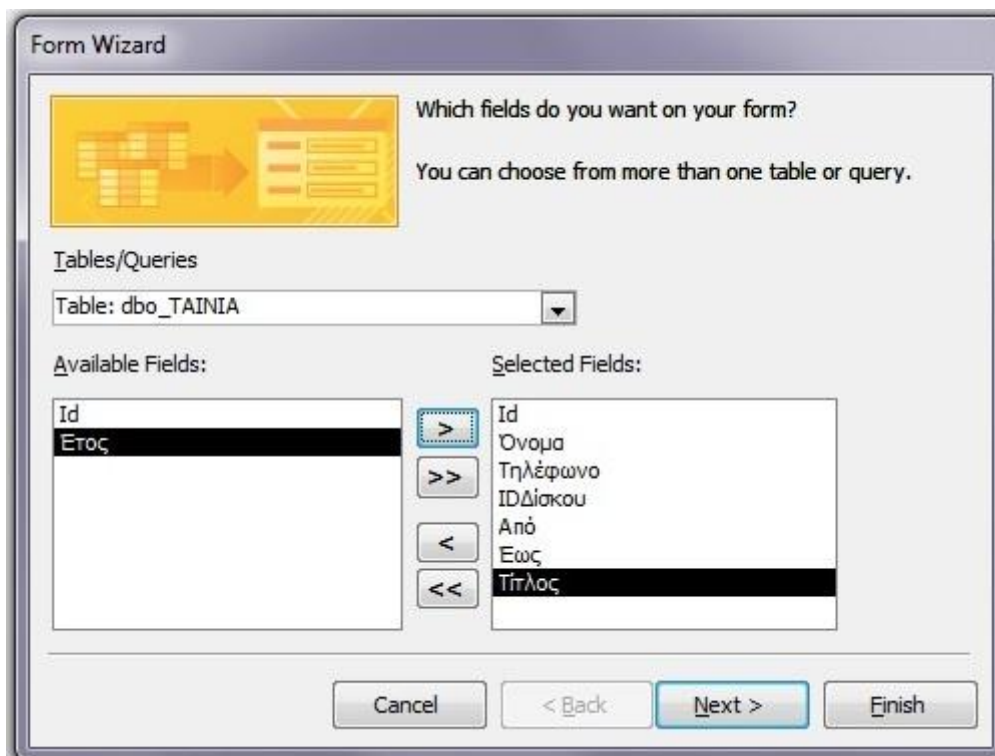 Form Wizard
Which fields do you want on your form?
You can choose from more than one table or query.
Tables/Queries
Table: dbo_TAINIA
Available Fields:
Selected Fields:
Id
Έτος
>
>>
<
<<
Id
Όνομα
Τηλέφωνο
IDΔίσκου
Από
Έως
Τίτλος
Cancel
< Back
Next >
Finish